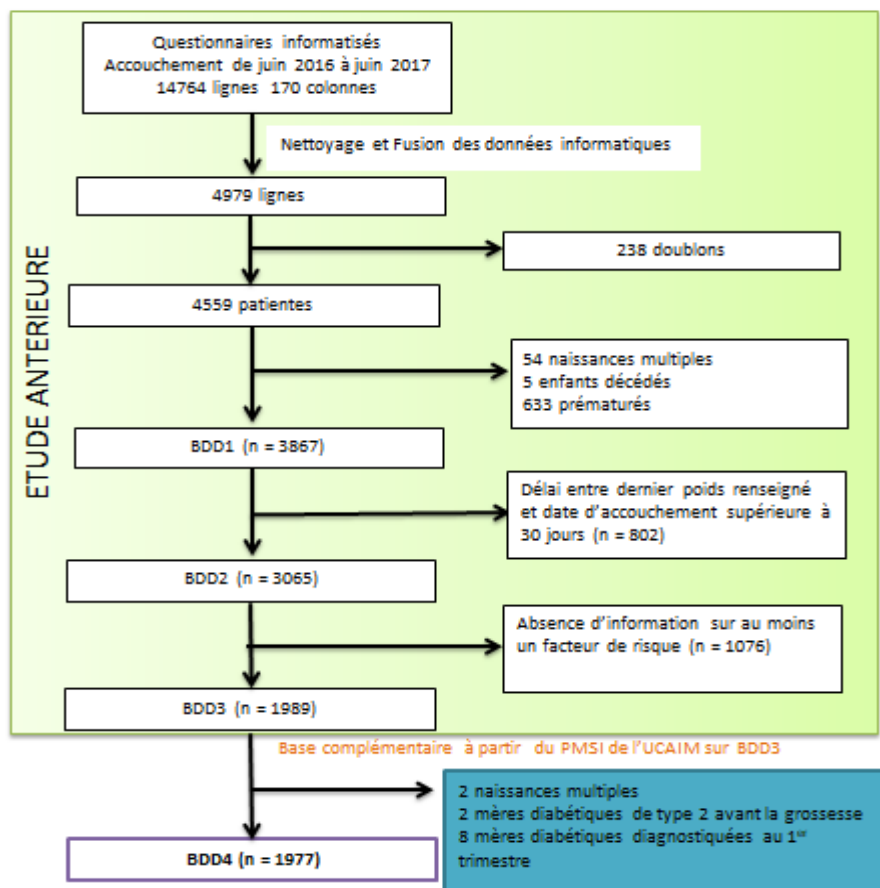 Questionnaires informatisés
Accouchement de juin 2016 à juin 2017
14764 lignes 170 colonnes
Nettoyage et Fusion des données informatiques
4979 lignes
238 doublons
4559 patientes
54 naissances multiples
5 enfants décédés
633 prématurés
BDD1 (n = 3867)
Délai entre dernier poids renseigné
et date d'accouchement supérieure à
30 jours (n = 802)
BDD2 (n = 3065)
Absence d'information sur au moins
un facteur de risque (n = 1076)
BDD3 (n = 1989)
ETUDE ANTERIEURE
Base complémentaire à partir du PMSI de l'UCAIM sur BDD3
2 naissances multiples
2 mères diabétiques de type 2 avant la grossesse
8 mères diabétiques diagnostiquées au 1er
trimestre
BDD4 (n = 1977)